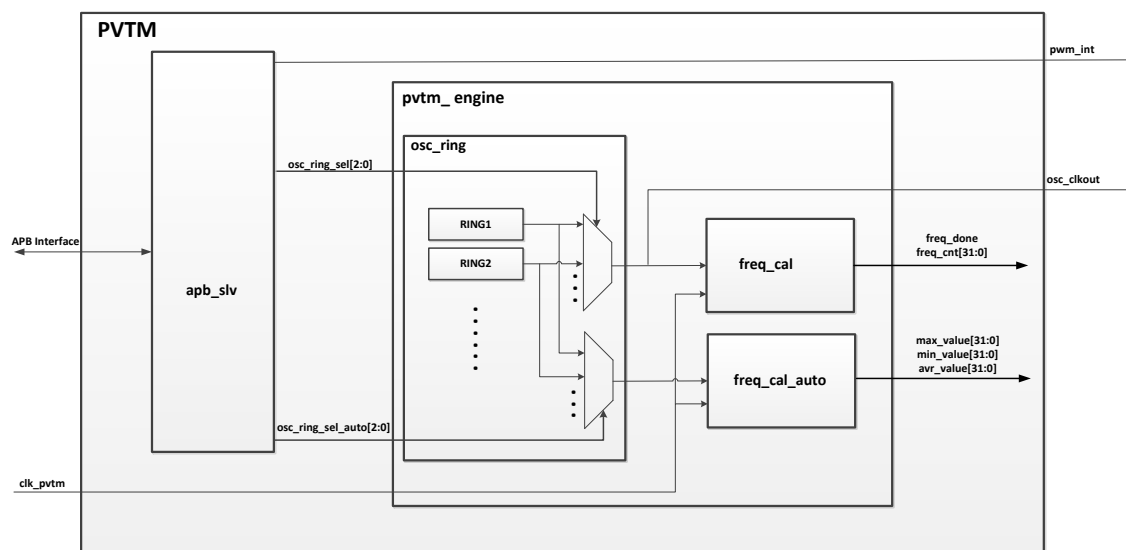 PVTM
pwm_int
pvtm_ engine
osc_ring
osc_ring_sel[2:0]
osc_clkout
RING1
APB Interface
freq_done
freq_cnt[31:0]
RING2
freq_cal
apb_slv
max_value[31:0]
min_value[31:0]
avr_value[31:0]
freq_cal_auto
osc_ring_sel_auto[2:0]
clk_pvtm